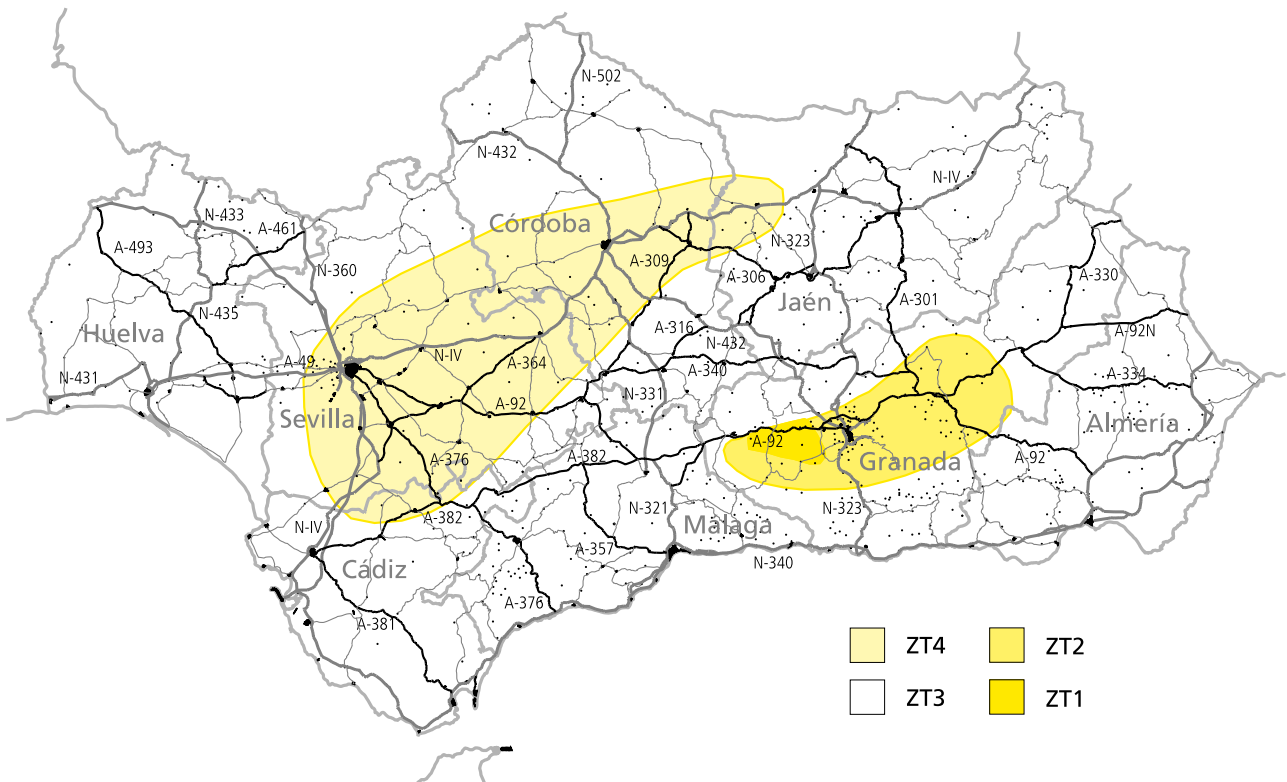 N-502
N-432
N-IV
N-433
A-461
Córdoba
A-493
N-323
A-309
N-360
A-306
A-330
Jaén
A-301
N-435
Huelva
A-316
A-92N
N-432
A-49
N-IV
A-364
A-340
A-334
N-431
N-331
A-92
Sevilla
Almería
A-92
A-376
A-382
Granada
A-92
N-321
N-323
A-382
Málaga
N-IV
A-357
N-340
Cádiz
A-376
A-381
ZT4 ZT2
ZT3 ZT1